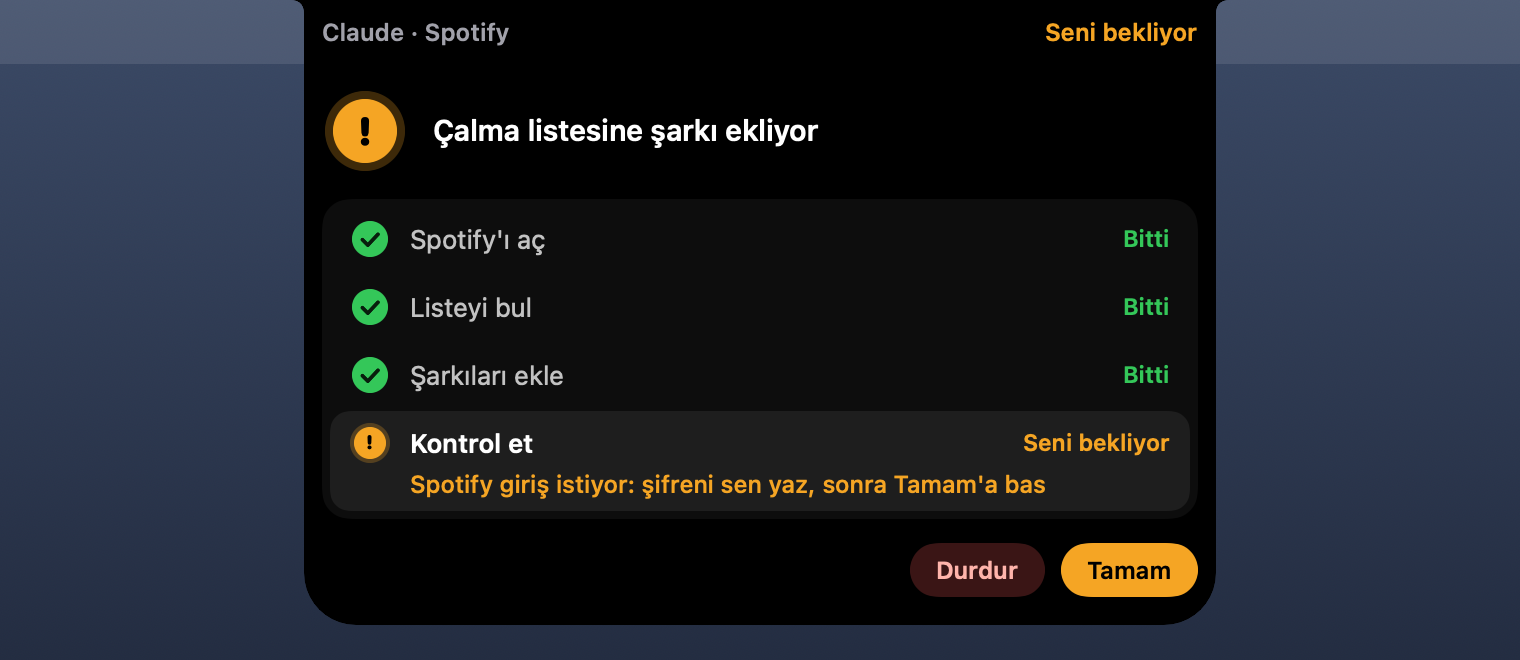 Claude · Spotify
Seni bekliyor
Çalma listesine şarkı ekliyor
Spotify'ı aç
Bitti
Listeyi bul
Bitti
Şarkıları ekle
Bitti
Kontrol et
Seni bekliyor
Spotify giriş istiyor: şifreni sen yaz, sonra Tamam'a bas
Durdur
Tamam